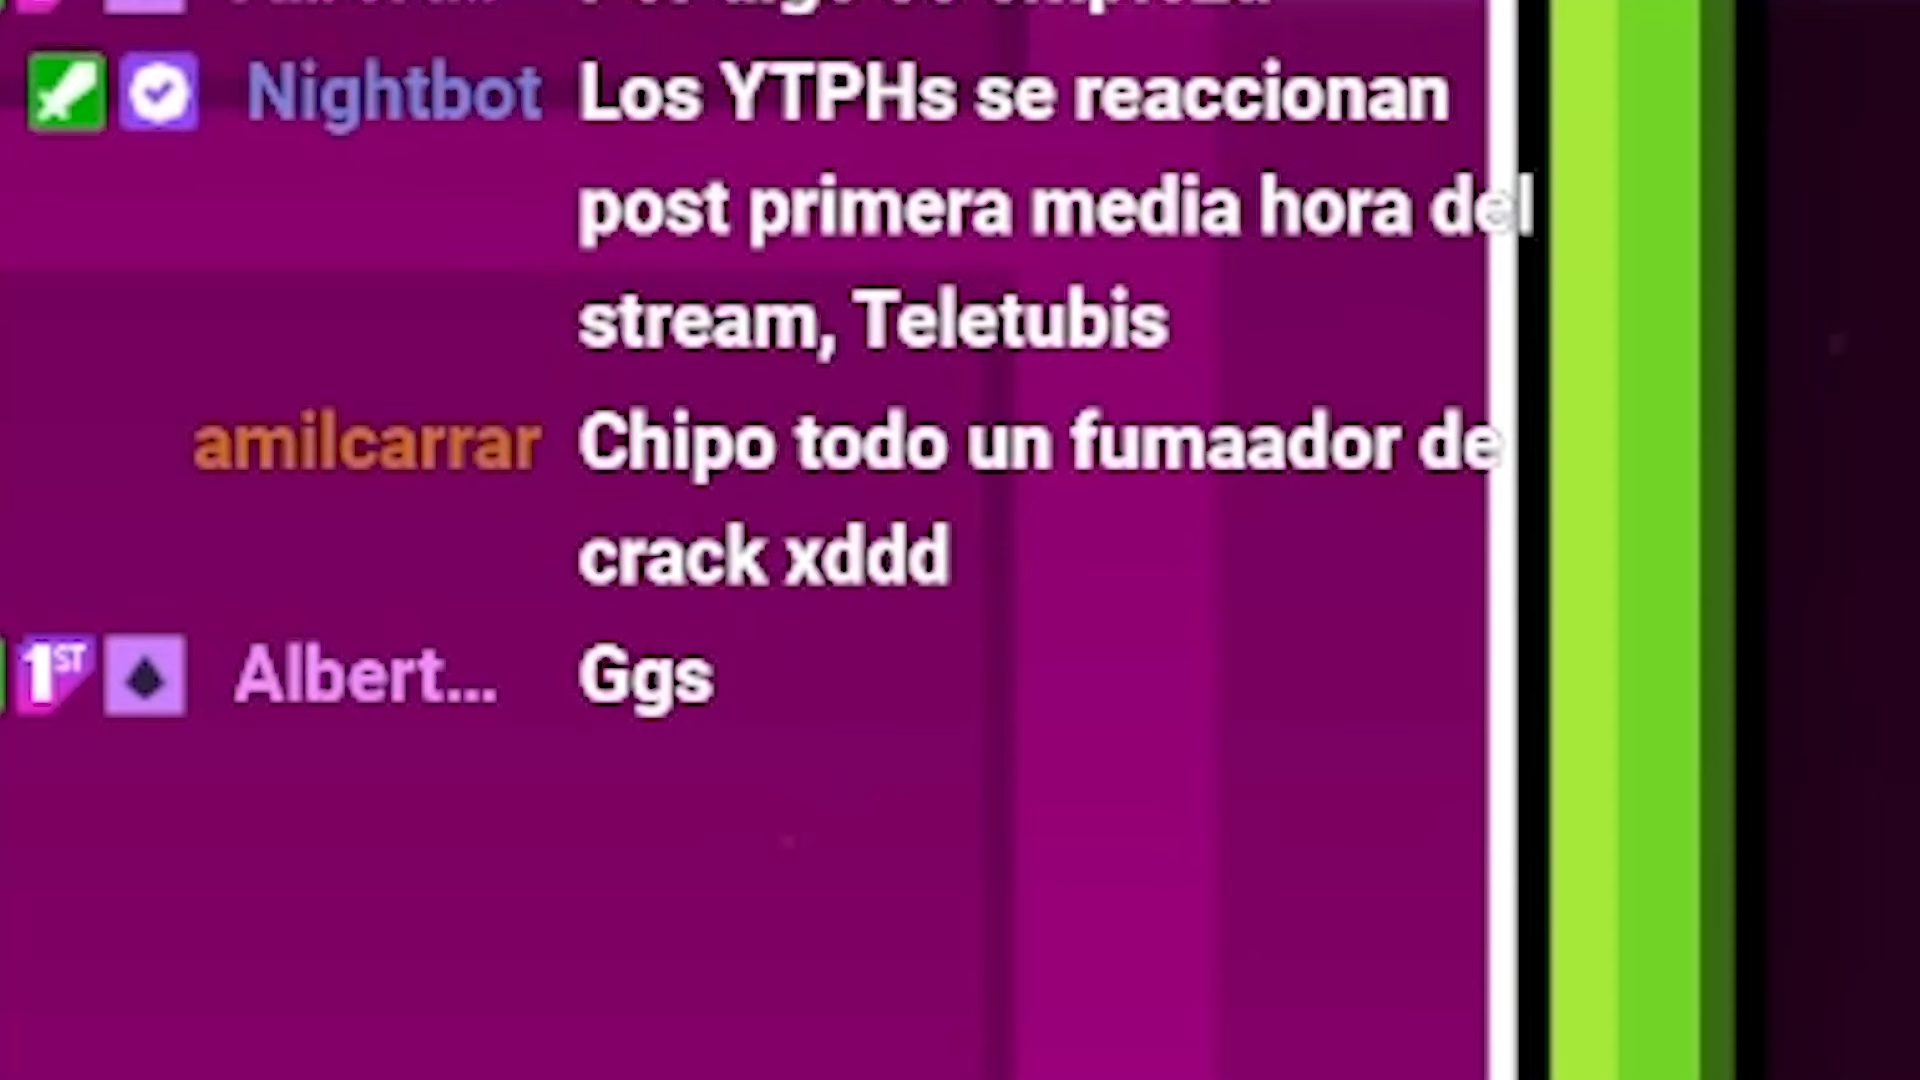 Nightbot Los YTPHs se reaccionan
post primera media hora del
stream, Teletubis
amilcarrar Chipo todo un fumaador de
crack xddd
1ST Albert... Ggs